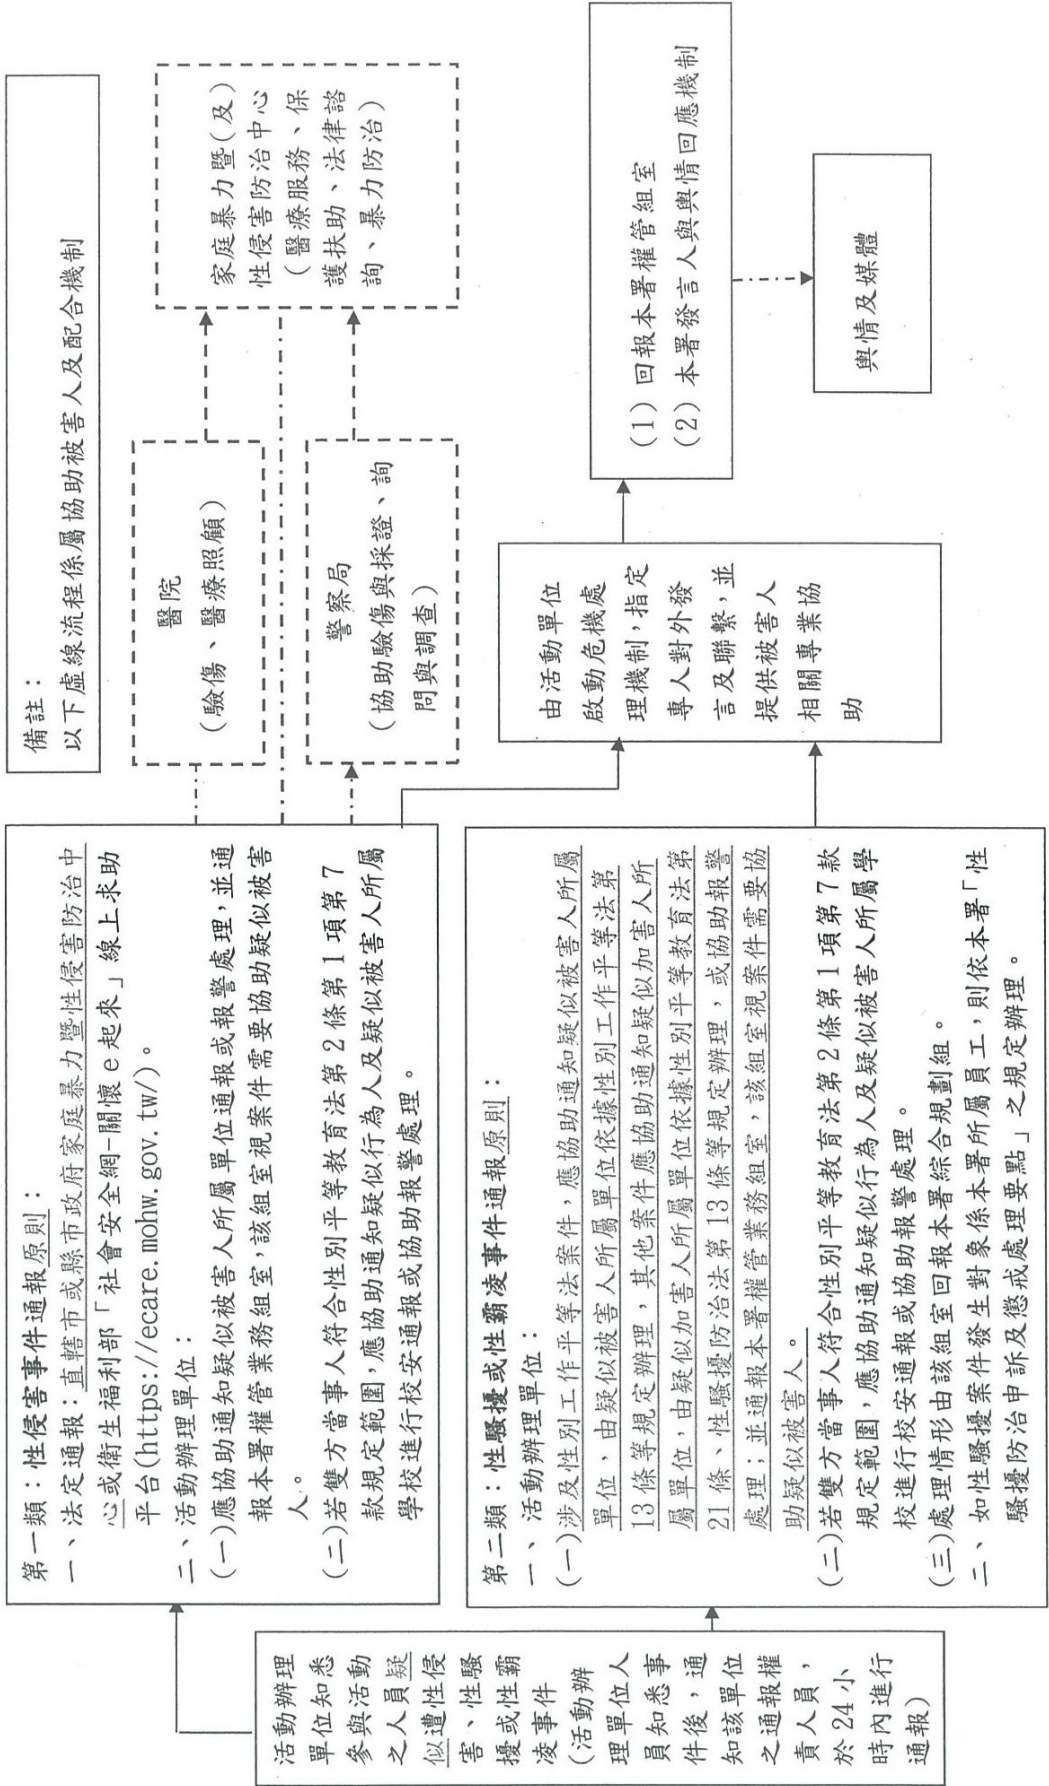 備註：
以下虛線流程係屬協助被害人及配合機制
活動辦理
單位知悉
參與活動
之人員疑
似遭性侵
害、性騷
擾或性霸
凌事件
(活動辦
理單位人
員知悉事
件後，通
知該單位
之通報權
責人員，
於 24 小
時內進行
通報)
第一類：性侵害事件通報原則：
一、法定通報：直轄市或縣市政府家庭暴力暨性侵害防治中
心或衛生福利部「社會安全網-關懷 e 起來」線上求助
平台(https://ecare.mohw.gov.tw/)。
二、活動辦理單位：
(一)應協助通知疑似被害人所屬單位通報或報警處理，並通
報本署權管業務組室，該組室視案件需要協助疑似被害
人。
(二)若雙方當事人符合性別平等教育法第 2 條第 1 項第 7
款規定範圍，應協助通知疑似行為人及疑似被害人所屬
學校進行校安通報或協助報警處理。
醫院
(驗傷、醫療照顧)
警察局
(協助驗傷與採證、詢
問與調查)
家庭暴力暨(及)
性侵害防治中心
(醫療服務、保
護扶助、法律諮
詢、暴力防治)
第二類：性騷擾或性霸凌事件通報原則：
一、活動辦理單位：
(一)涉及性別工作平等法案件，應協助通知疑似被害人所屬
單位，由疑似被害人所屬單位依據性別工作平等法第
13 條等規定辦理，其他案件應協助通知疑似加害人所
屬單位，由疑似加害人所屬單位依據性別平等教育法第
21 條、性騷擾防治法第 13 條等規定辦理，或協助報警
處理；並通報本署權管業務組室，該組室視案件需要協
助疑似被害人。
(二)若雙方當事人符合性別平等教育法第 2 條第 1 項第 7 款
規定範圍，應協助通知疑似行為人及疑似被害人所屬學
校進行校安通報或協助報警處理。
(三)處理情形由該組室回報本署綜合規劃組。
二、如性騷擾案件發生對象係本署所屬員工，則依本署「性
騷擾防治申訴及懲戒處理要點」之規定辦理。
由活動單位
啟動危機處
理機制，指定
專人對外發
言及聯繫，並
提供被害人
相關專業協
助
(1) 回報本署權管組室
(2) 本署發言人與輿情回應機制
輿情及媒體